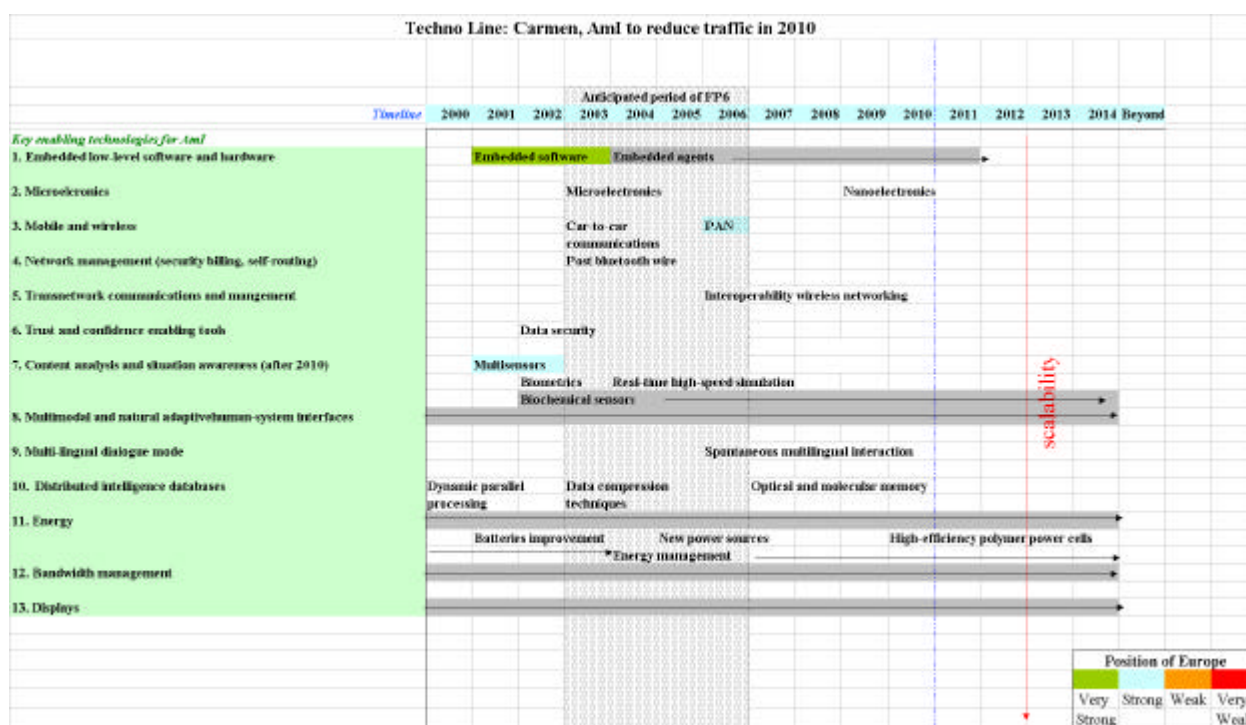 Techno Line: Carmen, AmI to reduce traffic in 2010
Anticipated period of FP6
Timeline 2000 2001 2002 2003 2004 2005 2006 2007 2008 2009 2010 2011 2012 2013 2014 Beyond
Key enabling technologies for AmI
1. Embedded low-level software and hardware Embedded software Embedded agents
2. Microelcronics Microelectronics Nanoelectronics
3. Mobile and wireless Car-to-car PAN
communications
4. Network management (security billing, self-routing) Post bluetooth wire
5. Transnetwork communications and mangement Interoperability wireless networking
6. Trust and confidence enabling tools Data security
7. Content analysis and situation awareness (after 2010) Multisensors
Biometrics Real-time high-speed simulation
Biochemical sensors
8. Multimodal and natural adaptivehuman-system interfaces
scalability
9. Multi-lingual dialogue mode Spontaneous multilingual interaction
10. Distributed intelligence databases Dynamic parallel Data compression Optical and molecular memory
processing techniques
11. Energy
Batteries improvement New power sources High-efficiency polymer power cells
Energy management
12. Bandwidth management
13. Displays
Position of Europe
Very Strong Weak Very
Strong Weak